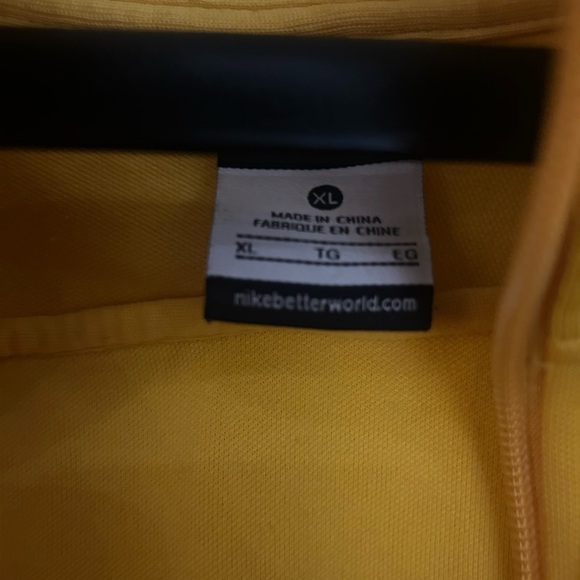 XL
MADE IN CHINA
FABRIQUE EN CHINE
XL TG EG
nikebetterworld.com